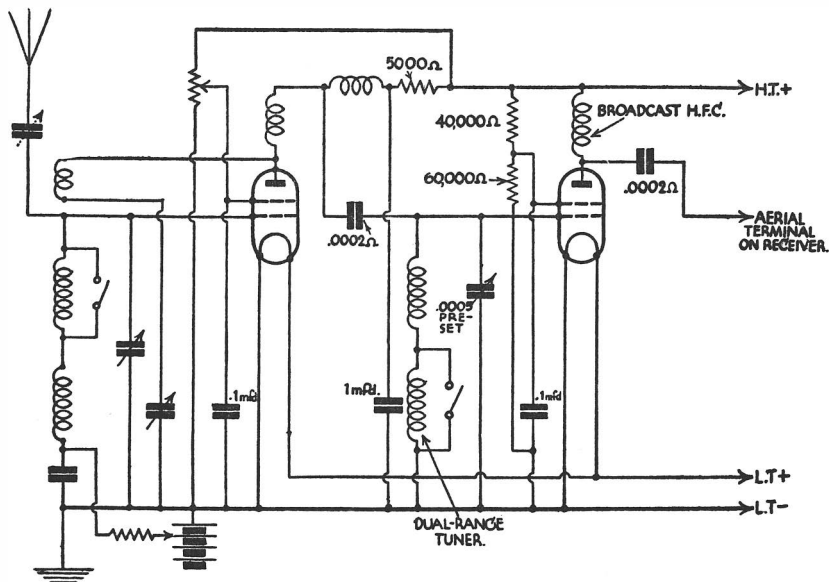 5000Ω
H.T.+
40,000Ω
BROADCAST H.F.C.
60,000Ω
.0002Ω
.0002Ω
AERIAL
TERMINAL
ON RECEIVER.
.0005
PRE-
SET
.1mfd
1mfd.
.1mfd
L.T+
L.T-
DUAL-RANGE
TUNER.